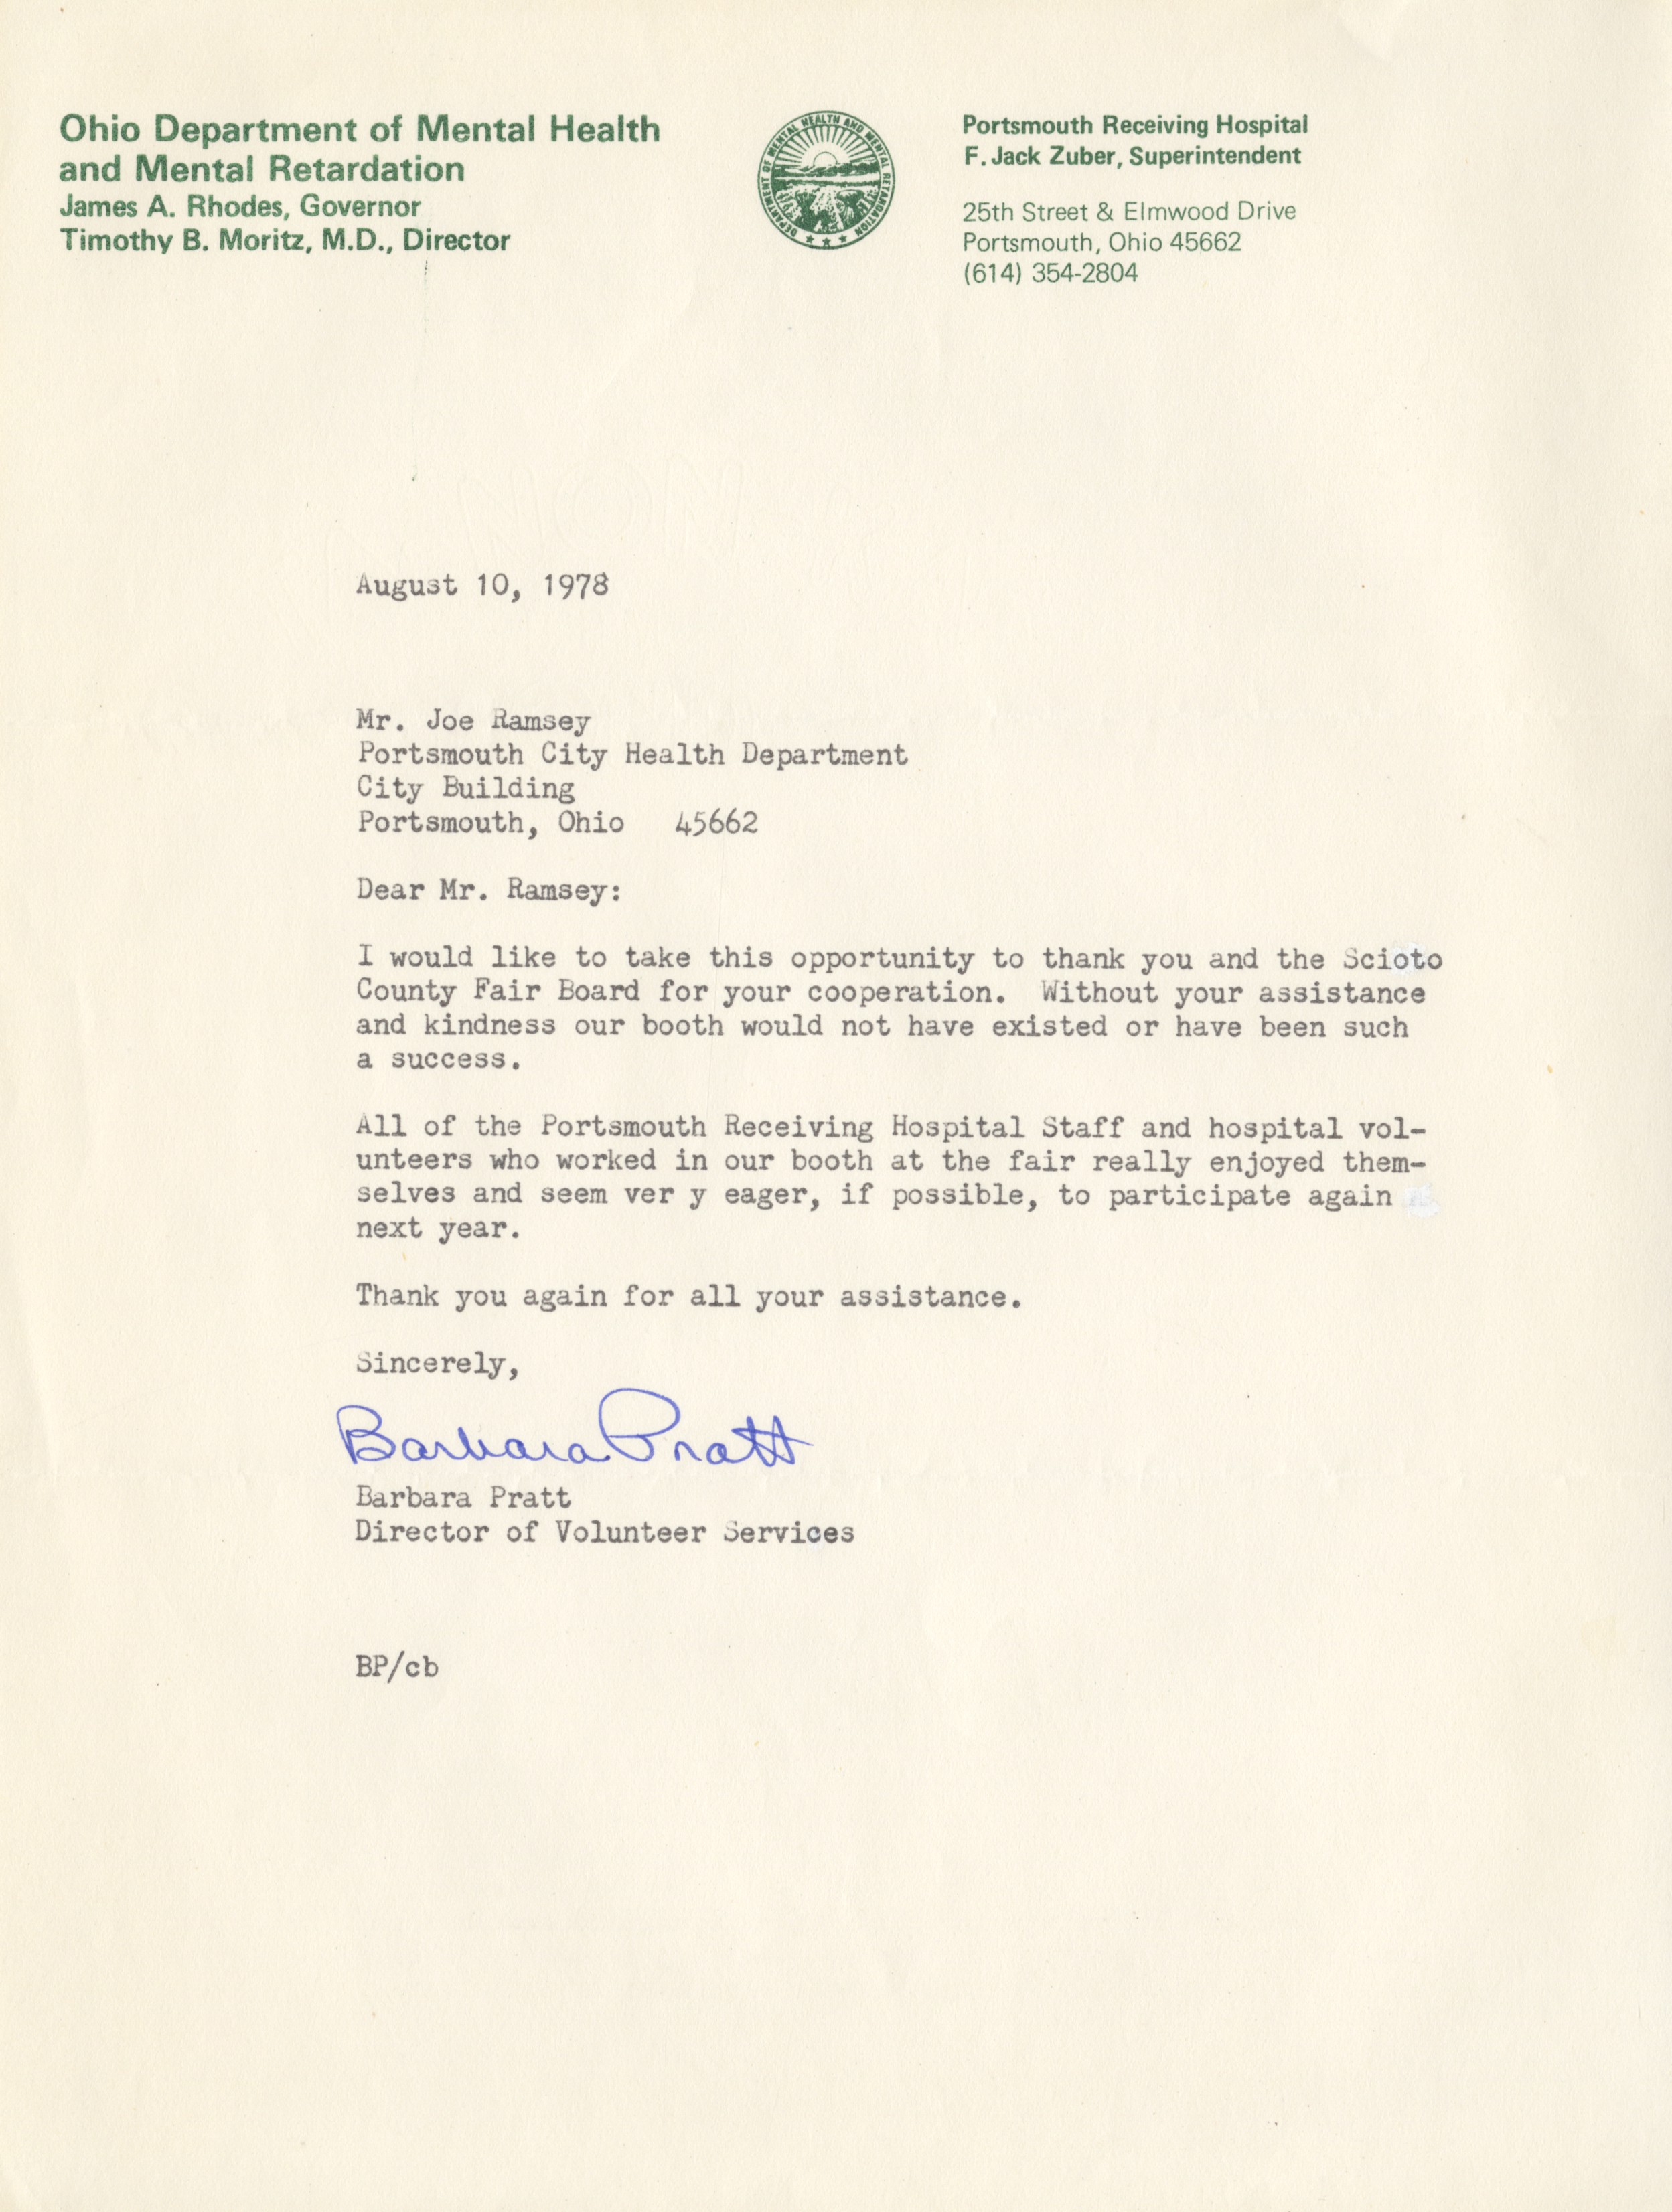 Ohio Department of Mental Health
and Mental Retardation
James A. Rhodes, Governor
Timothy B. Moritz, M.D., Director
DEPARTMENT OF MENTAL HEALTH AND MENTAL RETARDATION
Portsmouth Receiving Hospital
F. Jack Zuber, Superintendent
25th Street & Elmwood Drive
Portsmouth, Ohio 45662
(614) 354-2804
August 10, 1978
Mr. Joe Ramsey
Portsmouth City Health Department
City Building
Portsmouth, Ohio   45662
Dear Mr. Ramsey:
I would like to take this opportunity to thank you and the Scioto
County Fair Board for your cooperation.  Without your assistance
and kindness our booth would not have existed or have been such
a success.
All of the Portsmouth Receiving Hospital Staff and hospital vol-
unteers who worked in our booth at the fair really enjoyed them-
selves and seem ver y eager, if possible, to participate again
next year.
Thank you again for all your assistance.
Sincerely,
Barbara Pratt
Barbara Pratt
Director of Volunteer Services
BP/cb